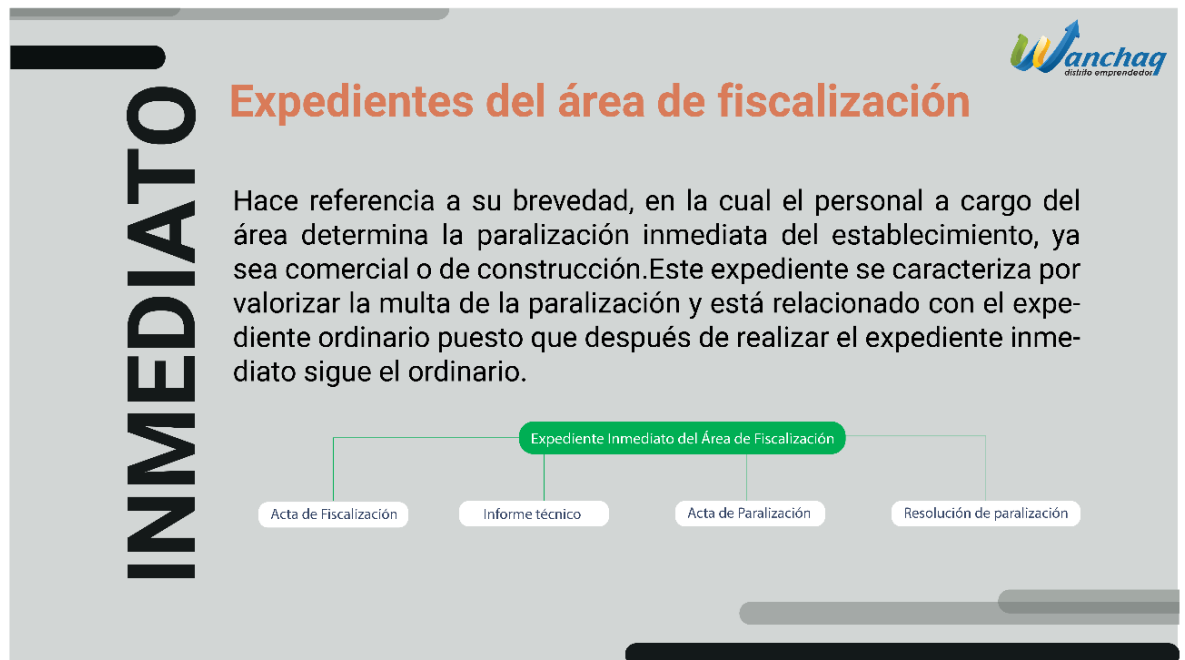 Wanchaq
distrito emprendedor
Expedientes del área de fiscalización
INMEDIATO
Hace referencia a su brevedad, en la cual el personal a cargo del
área determina la paralización inmediata del establecimiento, ya
sea comercial o de construcción.Este expediente se caracteriza por
valorizar la multa de la paralización y está relacionado con el expe-
diente ordinario puesto que después de realizar el expediente inme-
diato sigue el ordinario.
Expediente Inmediato del Área de Fiscalización
Acta de Fiscalización
Informe técnico
Acta de Paralización
Resolución de paralización